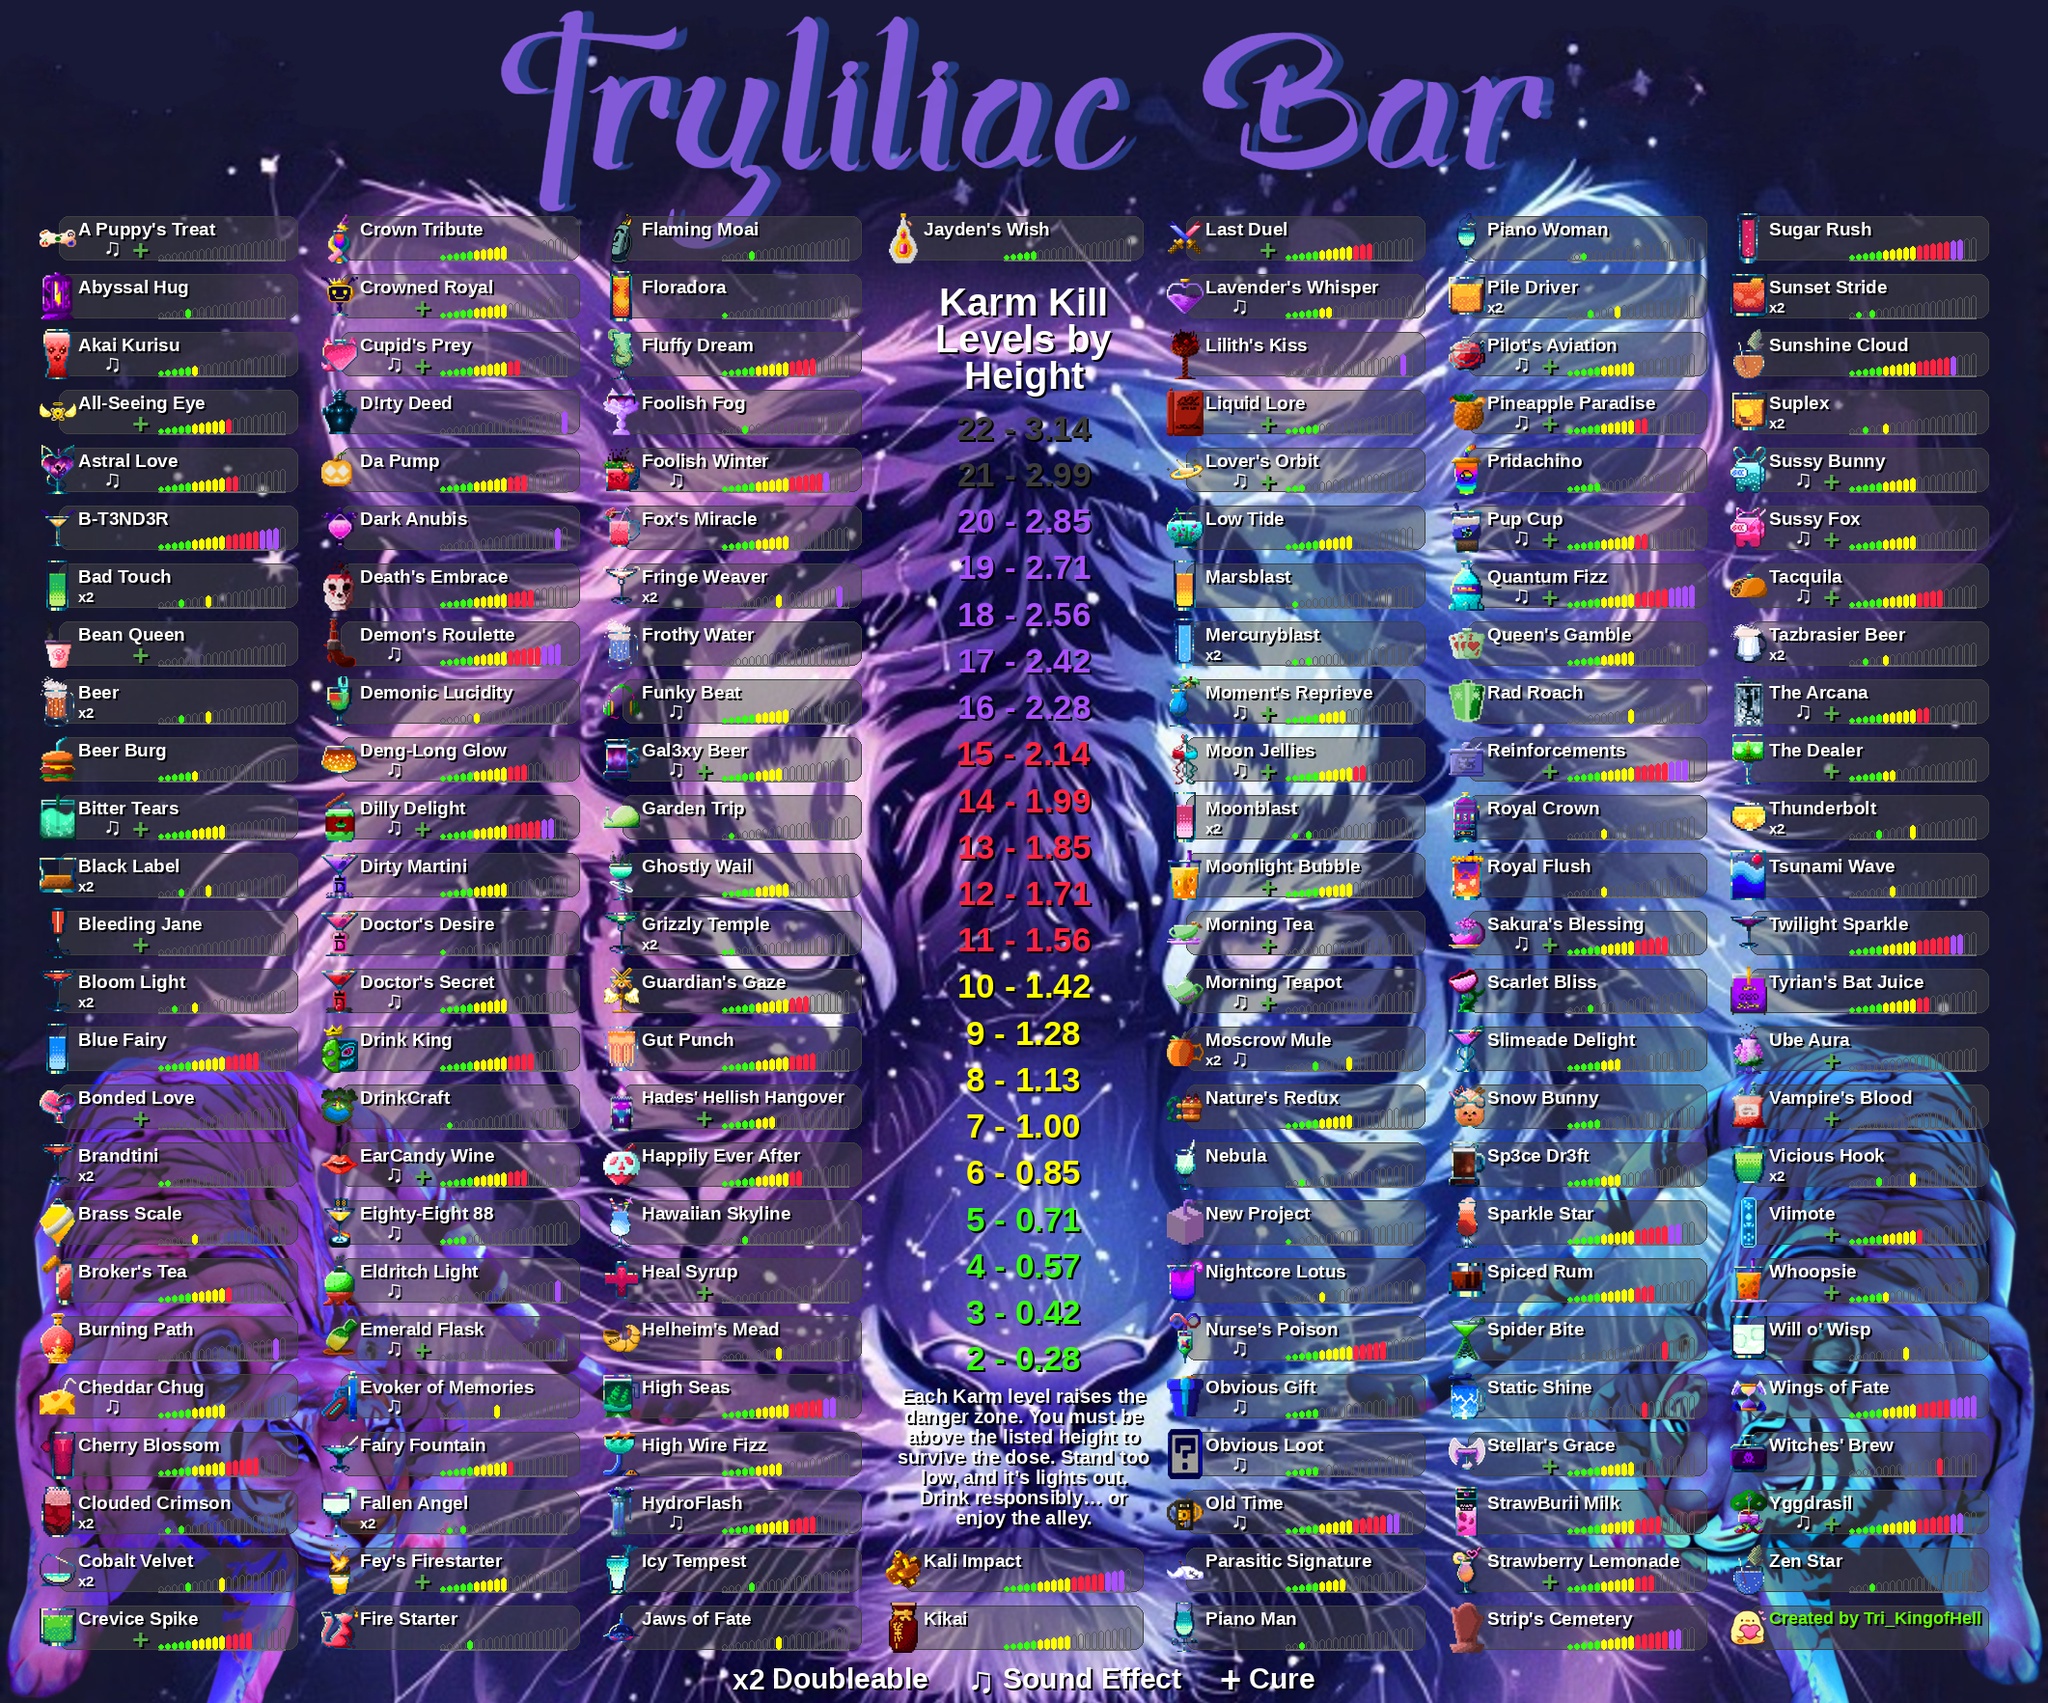 Tryliliac Bar
A Puppy's Treat
♫ +
Abyssal Hug
Akai Kurisu
♫
All-Seeing Eye
+
Astral Love
♫
B-T3ND3R
Bad Touch
x2
Bean Queen
+
Beer
x2
Beer Burg
Bitter Tears
♫ +
Black Label
x2
Bleeding Jane
+
Bloom Light
x2
Blue Fairy
Bonded Love
+
Brandtini
x2
Brass Scale
Broker's Tea
Burning Path
Cheddar Chug
♫
Cherry Blossom
Clouded Crimson
x2
Cobalt Velvet
x2
Crevice Spike
+
Crown Tribute
Crowned Royal
+
Cupid's Prey
♫ +
D!rty Deed
Da Pump
Dark Anubis
Death's Embrace
Demon's Roulette
♫
Demonic Lucidity
Deng-Long Glow
♫
Dilly Delight
♫ +
Dirty Martini
Doctor's Desire
Doctor's Secret
♫
Drink King
DrinkCraft
EarCandy Wine
♫ +
Eighty-Eight 88
♫
Eldritch Light
♫
Emerald Flask
♫ +
Evoker of Memories
♫
Fairy Fountain
Fallen Angel
x2
Fey's Firestarter
+
Fire Starter
Flaming Moai
Floradora
Fluffy Dream
Foolish Fog
Foolish Winter
♫
Fox's Miracle
Fringe Weaver
x2
Frothy Water
Funky Beat
♫
Gal3xy Beer
♫ +
Garden Trip
Ghostly Wail
Grizzly Temple
x2
Guardian's Gaze
Gut Punch
Hades' Hellish Hangover
+
Happily Ever After
Hawaiian Skyline
Heal Syrup
+
Helheim's Mead
High Seas
High Wire Fizz
HydroFlash
♫
Icy Tempest
Jaws of Fate
Jayden's Wish
Karm Kill
Levels by
Height
22 - 3.14
21 - 2.99
20 - 2.85
19 - 2.71
18 - 2.56
17 - 2.42
16 - 2.28
15 - 2.14
14 - 1.99
13 - 1.85
12 - 1.71
11 - 1.56
10 - 1.42
9 - 1.28
8 - 1.13
7 - 1.00
6 - 0.85
5 - 0.71
4 - 0.57
3 - 0.42
2 - 0.28
Each Karm level raises the
danger zone. You must be
above the listed height to
survive the dose. Stand too
low, and it's lights out.
Drink responsibly... or
enjoy the alley.
Kali Impact
Kikai
Last Duel
+
Lavender's Whisper
♫
Lilith's Kiss
Liquid Lore
+
Lover's Orbit
♫ +
Low Tide
Marsblast
Mercuryblast
x2
Moment's Reprieve
♫ +
Moon Jellies
♫ +
Moonblast
x2
Moonlight Bubble
+
Morning Tea
+
Morning Teapot
♫ +
Moscrow Mule
x2 ♫
Nature's Redux
Nebula
New Project
Nightcore Lotus
Nurse's Poison
♫
Obvious Gift
♫
Obvious Loot
♫
Old Time
♫
Parasitic Signature
Piano Man
Piano Woman
Pile Driver
x2
Pilot's Aviation
♫ +
Pineapple Paradise
♫ +
Pridachino
Pup Cup
♫ +
Quantum Fizz
♫ +
Queen's Gamble
Rad Roach
Reinforcements
+
Royal Crown
Royal Flush
Sakura's Blessing
♫ +
Scarlet Bliss
Slimeade Delight
Snow Bunny
Sp3ce Dr3ft
Sparkle Star
Spiced Rum
Spider Bite
Static Shine
Stellar's Grace
+
StrawBurii Milk
Strawberry Lemonade
+
Strip's Cemetery
Sugar Rush
Sunset Stride
x2
Sunshine Cloud
Suplex
x2
Sussy Bunny
♫ +
Sussy Fox
♫ +
Tacquila
♫ +
Tazbrasier Beer
x2
The Arcana
♫ +
The Dealer
+
Thunderbolt
x2
Tsunami Wave
Twilight Sparkle
Tyrian's Bat Juice
Ube Aura
+
Vampire's Blood
+
Vicious Hook
x2
Viimote
+
Whoopsie
+
Will o' Wisp
Wings of Fate
Witches' Brew
Yggdrasil
♫ +
Zen Star
Created by Tri_KingofHell
x2 Doubleable ♫ Sound Effect + Cure